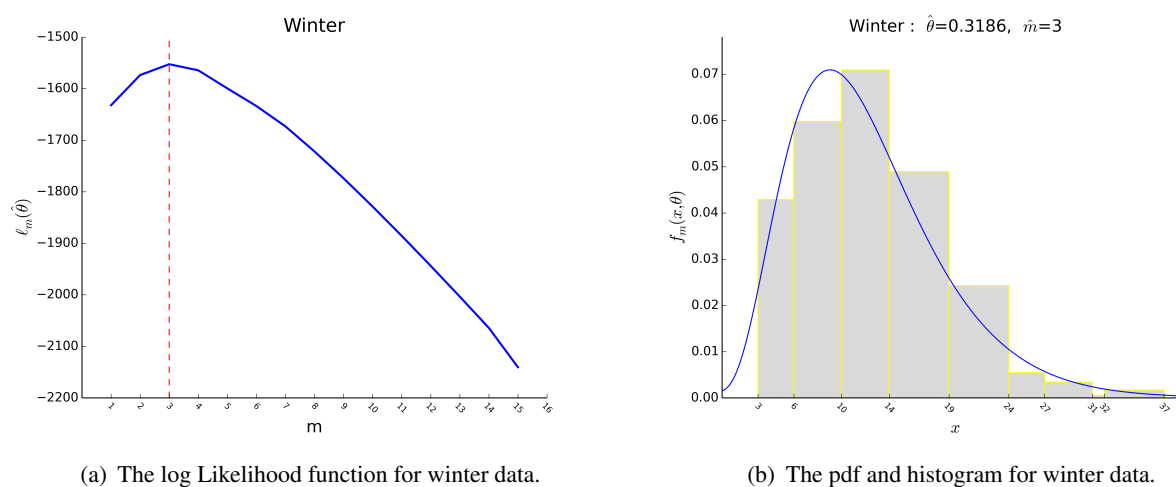 Winter
−1500
−1600
−1700
−1800
−1900
−2000
−2100
−2200
ℓ_m(θ̂)
1 2 3 4 5 6 7 8 9 10 11 12 13 14 15 16
m
(a) The log Likelihood function for winter data.
Winter : θ̂=0.3186, m̂=3
0.07
0.06
0.05
0.04
0.03
0.02
0.01
0.00
f_m(x,θ)
3 6 10 14 19 24 27 31 32 37
x
(b) The pdf and histogram for winter data.